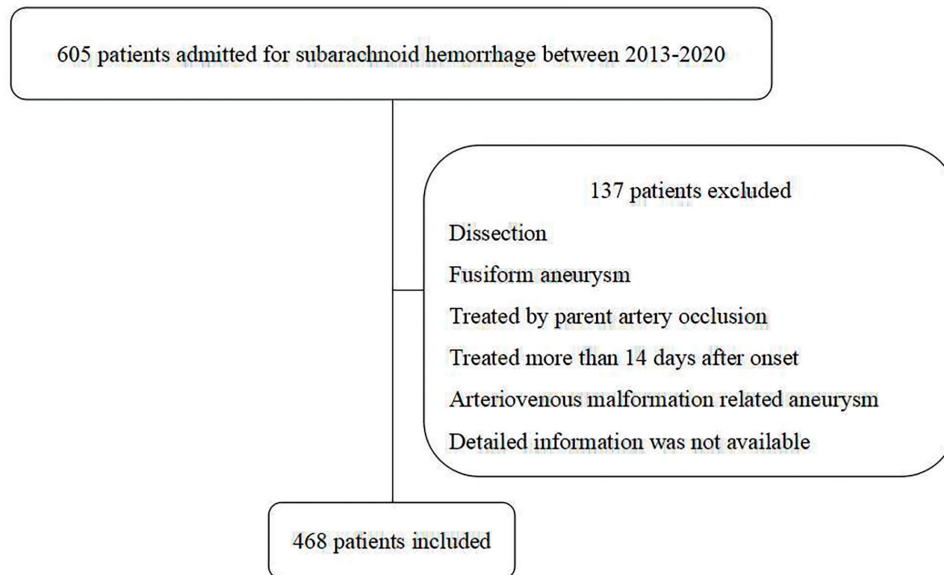 605 patients admitted for subarachnoid hemorrhage between 2013-2020
137 patients excluded
Dissection
Fusiform aneurysm
Treated by parent artery occlusion
Treated more than 14 days after onset
Arteriovenous malformation related aneurysm
Detailed information was not available
468 patients included